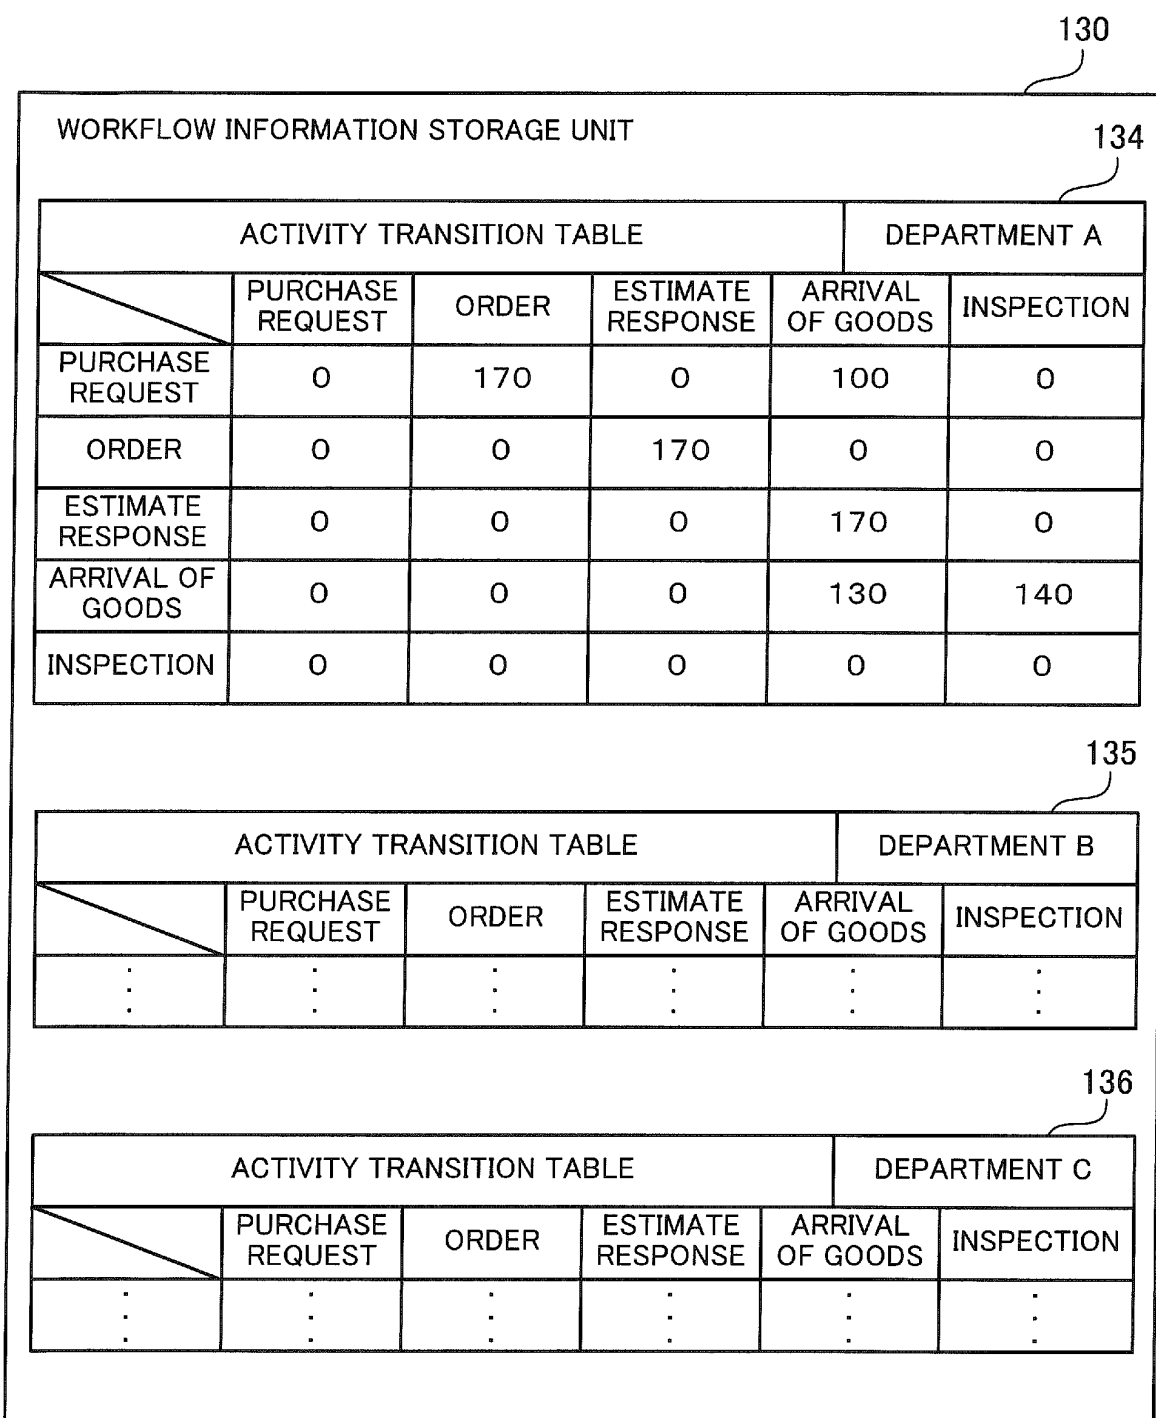 130
WORKFLOW INFORMATION STORAGE UNIT
134
ACTIVITY TRANSITION TABLE DEPARTMENT A
PURCHASE REQUEST ORDER ESTIMATE RESPONSE ARRIVAL OF GOODS INSPECTION
PURCHASE REQUEST 0 170 0 100 0
ORDER 0 0 170 0 0
ESTIMATE RESPONSE 0 0 0 170 0
ARRIVAL OF GOODS 0 0 0 130 140
INSPECTION 0 0 0 0 0
135
ACTIVITY TRANSITION TABLE DEPARTMENT B
PURCHASE REQUEST ORDER ESTIMATE RESPONSE ARRIVAL OF GOODS INSPECTION
136
ACTIVITY TRANSITION TABLE DEPARTMENT C
PURCHASE REQUEST ORDER ESTIMATE RESPONSE ARRIVAL OF GOODS INSPECTION